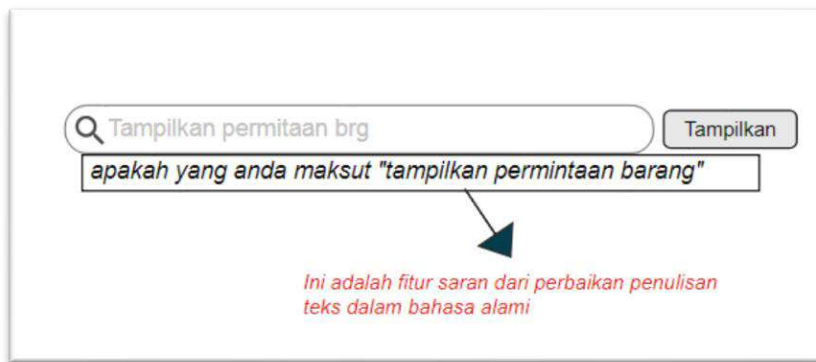 Tampilkan permitaan brg
Tampilkan
apakah yang anda maksut "tampilkan permintaan barang"
Ini adalah fitur saran dari perbaikan penulisan
teks dalam bahasa alami